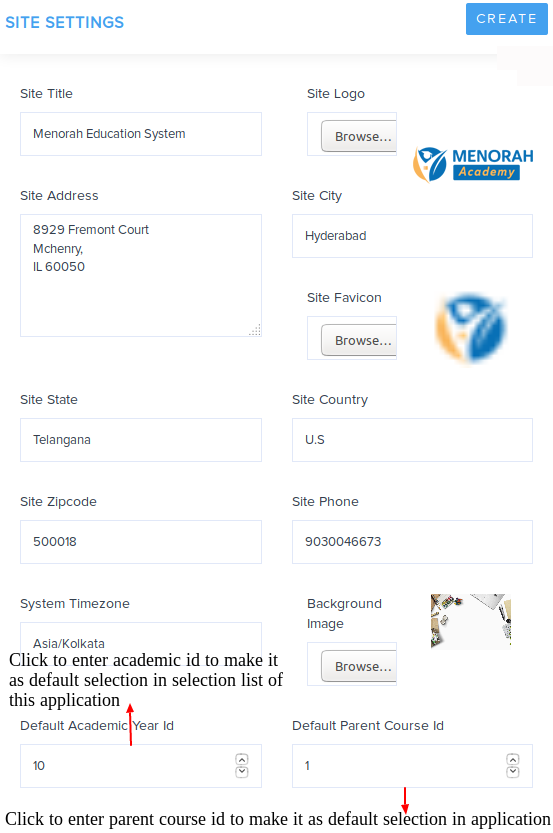 SITE SETTINGS
CREATE
Site Title
Site Logo
Menorah Education System
Browse...
MENORAH
Academy
Site Address
Site City
8929 Fremont Court
Mchenry,
IL 60050
Hyderabad
Site Favicon
Browse...
Site State
Site Country
Telangana
U.S
Site Zipcode
Site Phone
500018
9030046673
System Timezone
Background
Image
Asia/Kolkata
Browse...
Click to enter academic id to make it
as default selection in selection list of
this application
Default Academic Year Id
Default Parent Course Id
10
1
Click to enter parent course id to make it as default selection in application